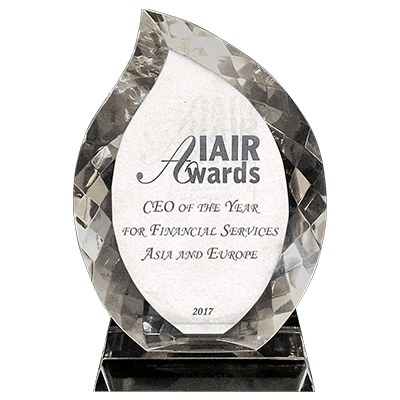 IAIR
Awards
CEO OF THE YEAR
FOR FINANCIAL SERVICES
ASIA AND EUROPE
2017